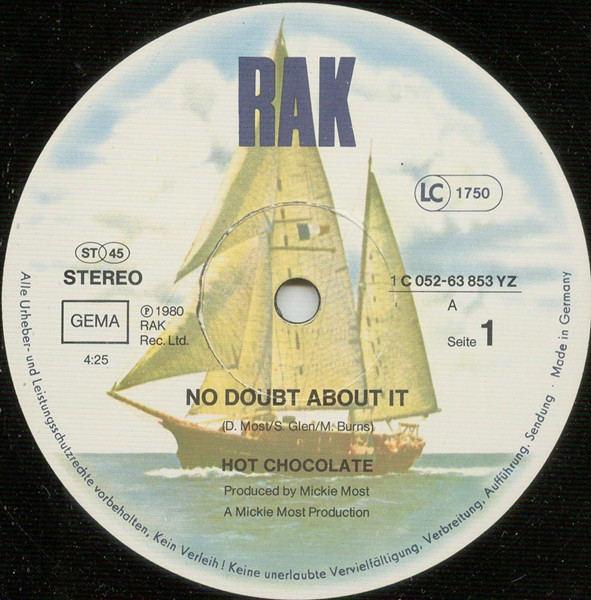 RAK
LC 1750
ST 45
STEREO
GEMA
4:25
℗ 1980
RAK
Rec. Ltd.
1 C 052-63 853 YZ
A
Seite 1
NO DOUBT ABOUT IT
(D. Most/S. Glen/M. Burns)
HOT CHOCOLATE
Produced by Mickie Most
A Mickie Most Production
Alle Urheber- und Leistungsschutzrechte vorbehalten, Kein Verleih! Keine unerlaubte Vervielfältigung, Verbreitung, Aufführung, Sendung · Made in Germany